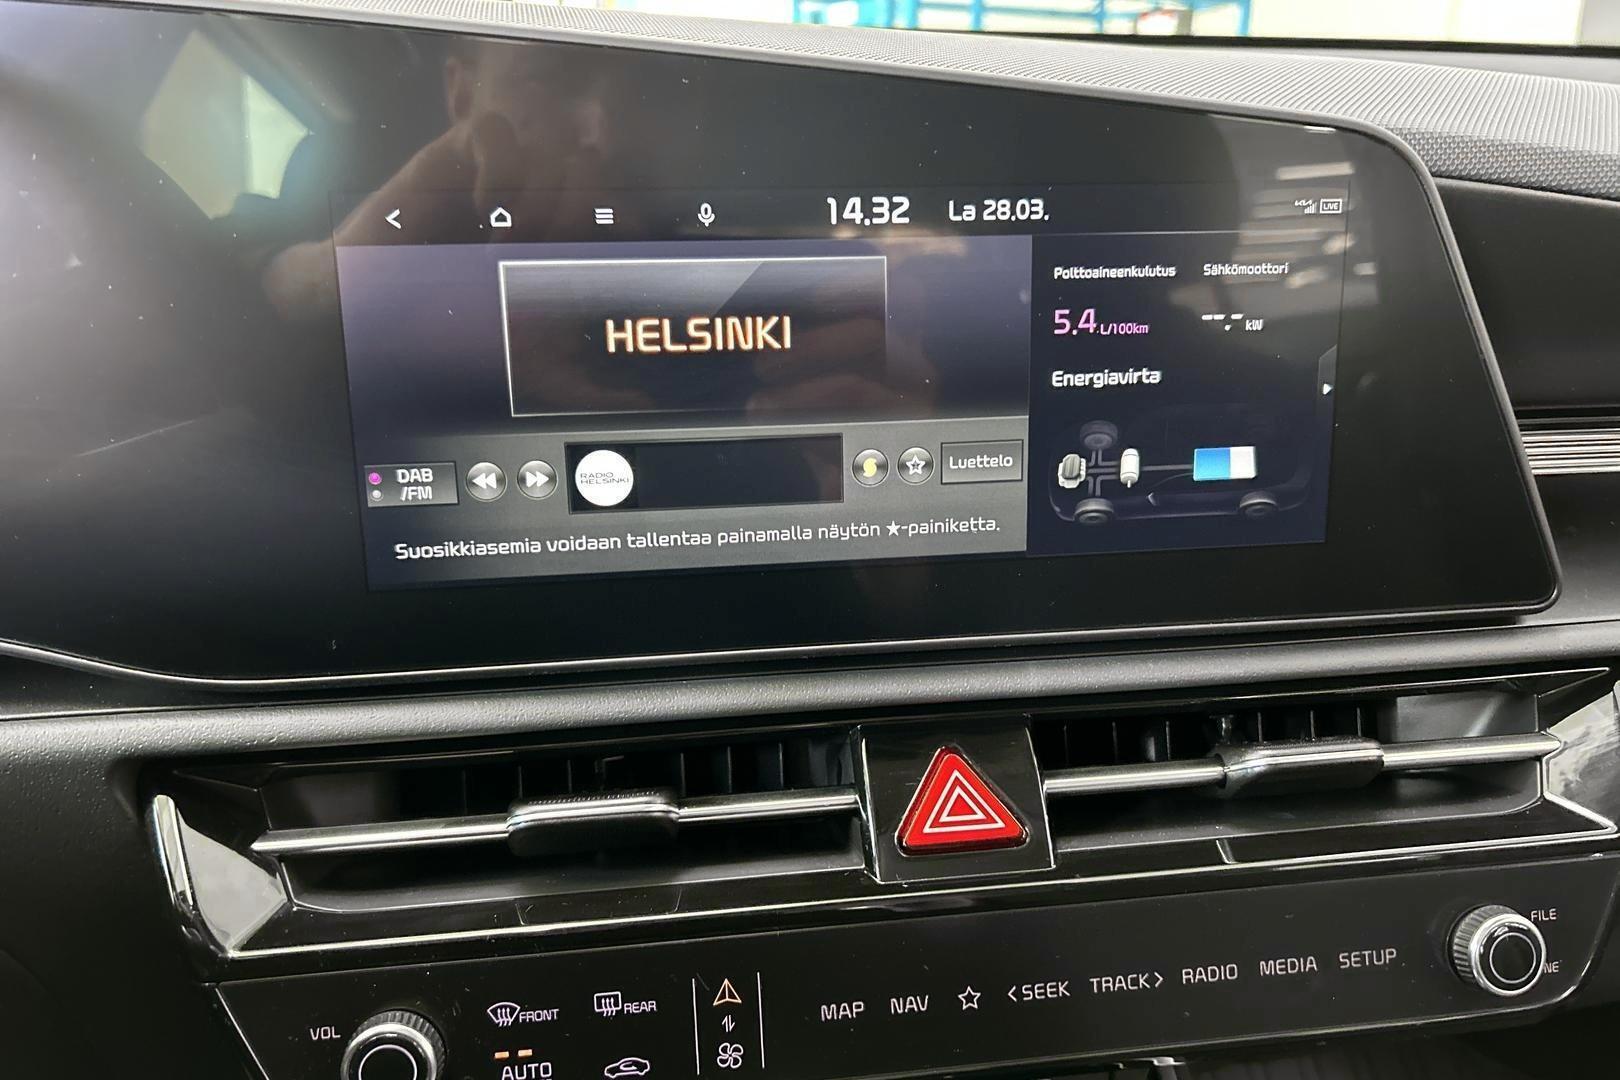 14.32 La 28.03.
LIVE
HELSINKI
Polttoaineenkulutus Sähkömoottori
5.4 L/100km --.- kW
Energiavirta
DAB
/FM
RADIO
HELSINKI
Luettelo
Suosikkiasemia voidaan tallentaa painamalla näytön ★-painiketta.
VOL
FRONT
REAR
AUTO
MAP NAV ☆ <SEEK TRACK> RADIO MEDIA SETUP
FILE